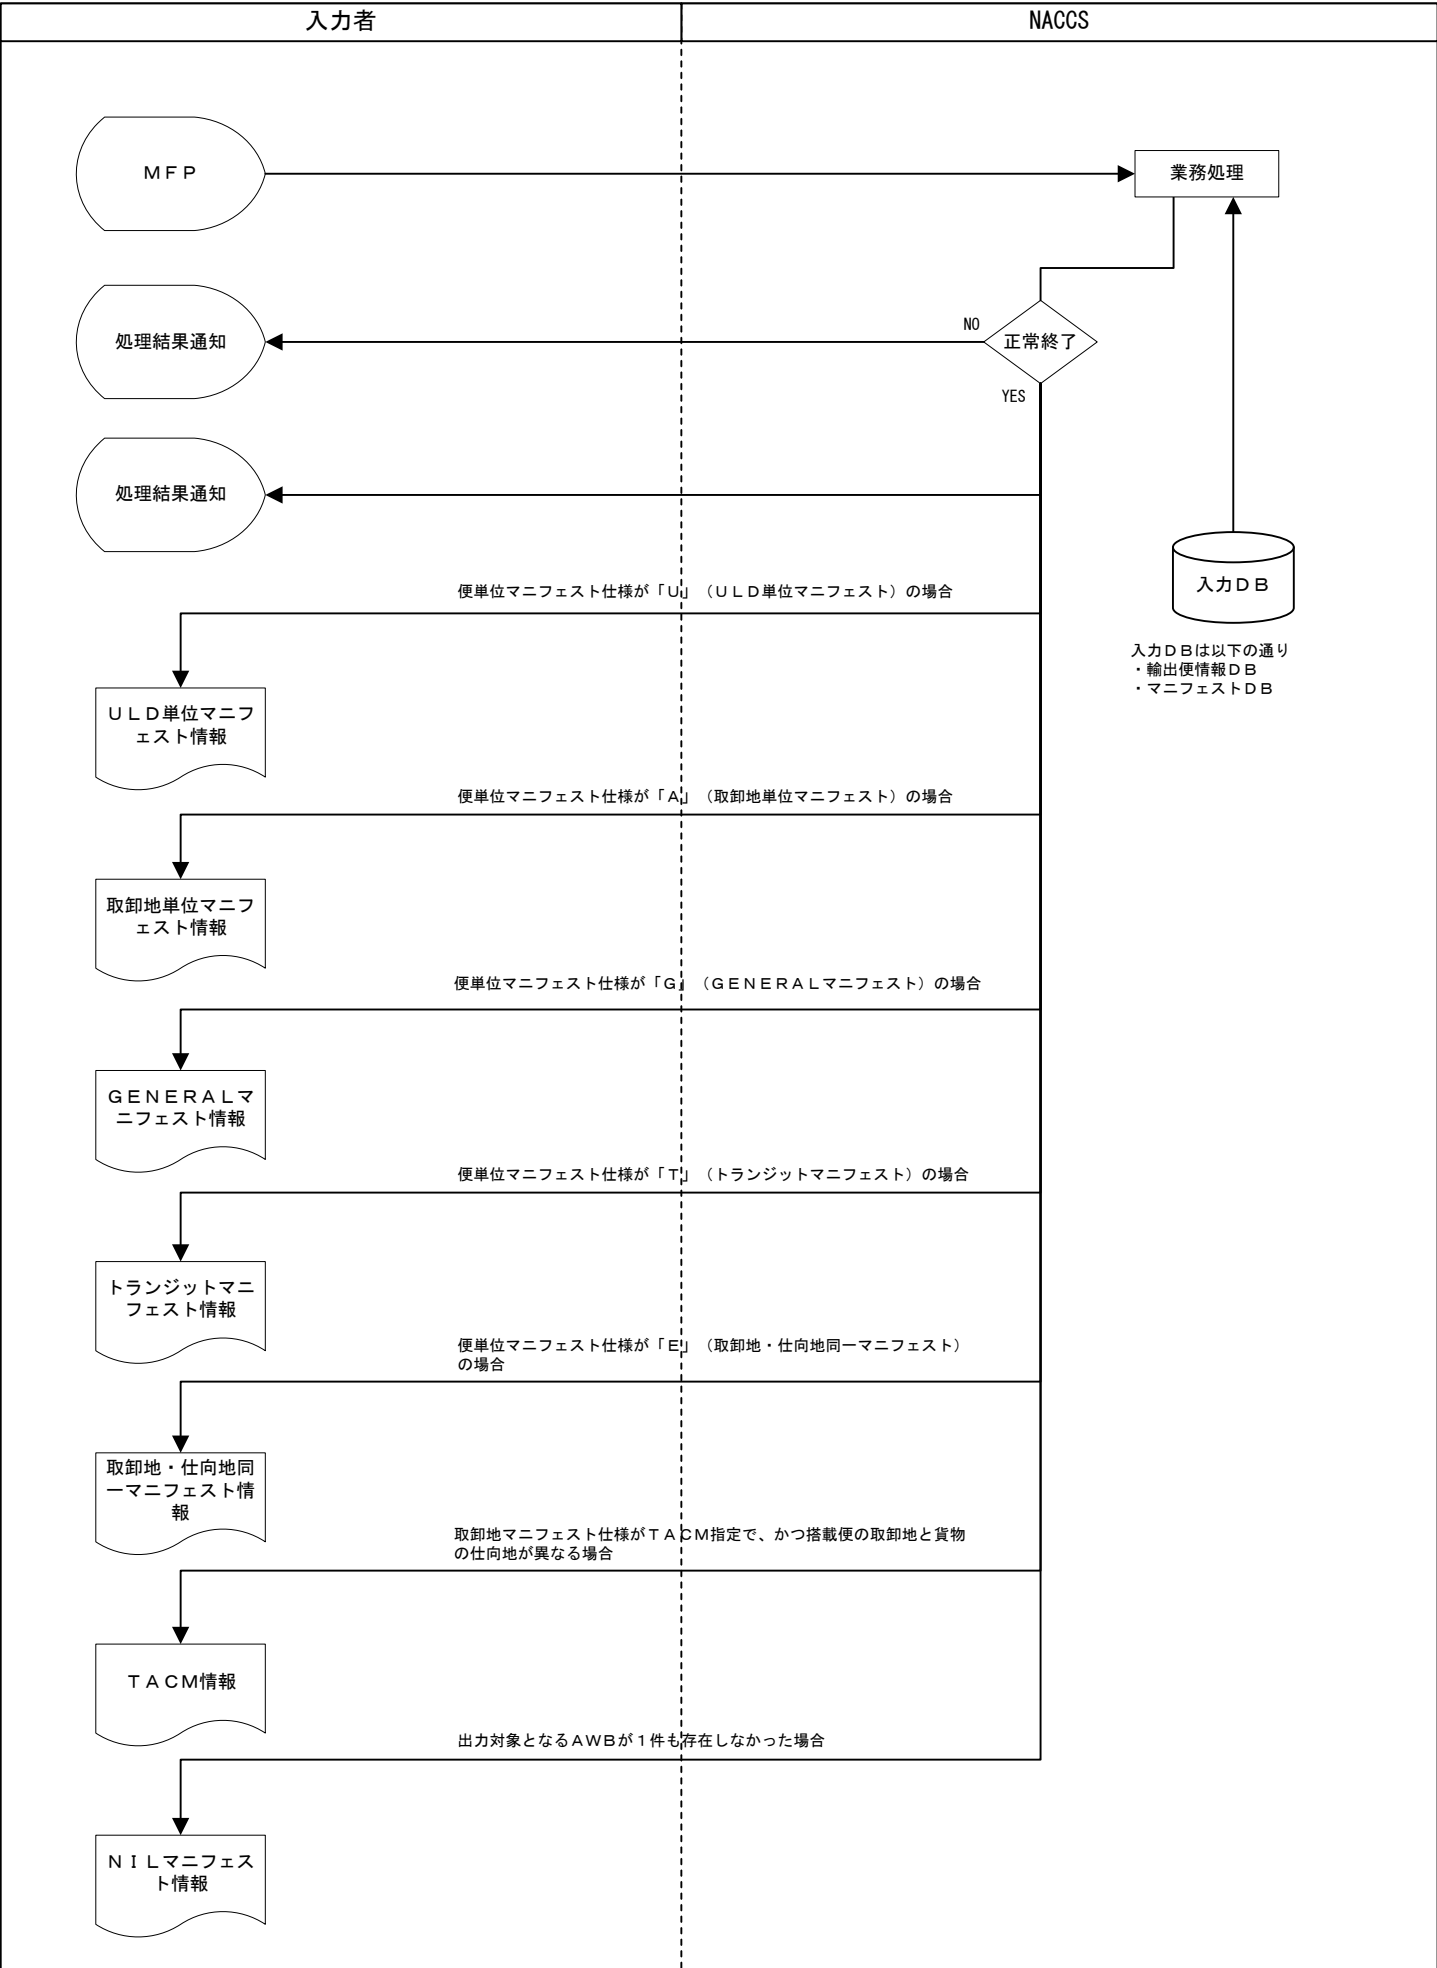 入力者
NACCS
ＭＦＰ
業務処理
処理結果通知
NO
正常終了
YES
処理結果通知
入力ＤＢ
入力ＤＢは以下の通り
・輸出便情報ＤＢ
・マニフェストＤＢ
便単位マニフェスト仕様が「Ｕ」（ＵＬＤ単位マニフェスト）の場合
ＵＬＤ単位マニフ
ェスト情報
便単位マニフェスト仕様が「Ａ」（取卸地単位マニフェスト）の場合
取卸地単位マニフ
ェスト情報
便単位マニフェスト仕様が「Ｇ」（ＧＥＮＥＲＡＬマニフェスト）の場合
ＧＥＮＥＲＡＬマ
ニフェスト情報
便単位マニフェスト仕様が「Ｔ」（トランジットマニフェスト）の場合
トランジットマニ
フェスト情報
便単位マニフェスト仕様が「Ｅ」（取卸地・仕向地同一マニフェスト）
の場合
取卸地・仕向地同
一マニフェスト情
報
取卸地マニフェスト仕様がＴＡＣＭ指定で、かつ搭載便の取卸地と貨物
の仕向地が異なる場合
ＴＡＣＭ情報
出力対象となるＡＷＢが１件も存在しなかった場合
ＮＩＬマニフェス
ト情報